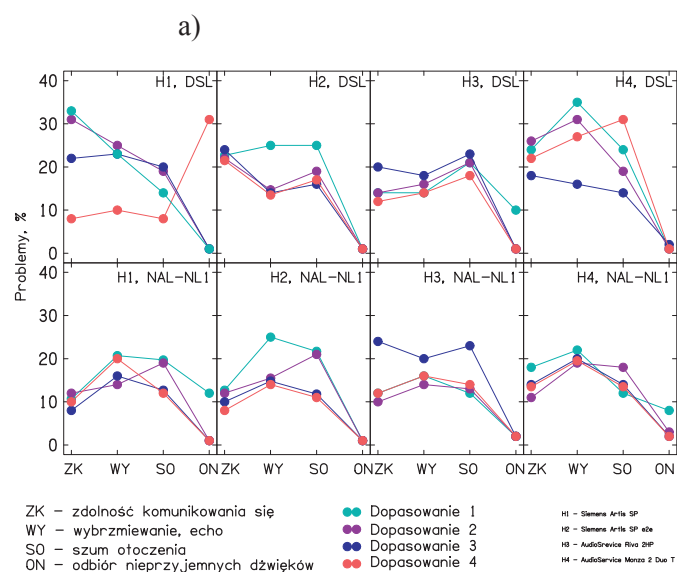 a)
H1, DSL H2, DSL H3, DSL H4, DSL
40
30
20
10
0
Problemy, %
H1, NAL-NL1 H2, NAL-NL1 H3, NAL-NL1 H4, NAL-NL1
40
30
20
10
0
ZK WY SO ON ZK WY SO ON ZK WY SO ON ZK WY SO ON
ZK - zdolność komunikowania się
WY - wybrzmiewanie, echo
SO - szum otoczenia
ON - odbiór nieprzyjemnych dźwięków
Dopasowanie 1
Dopasowanie 2
Dopasowanie 3
Dopasowanie 4
H1 - Siemens Artis SP
H2 - Siemens Artis SP e2e
H3 - AudioSrevice Riva 2HP
H4 - AudioService Monza 2 Duo T